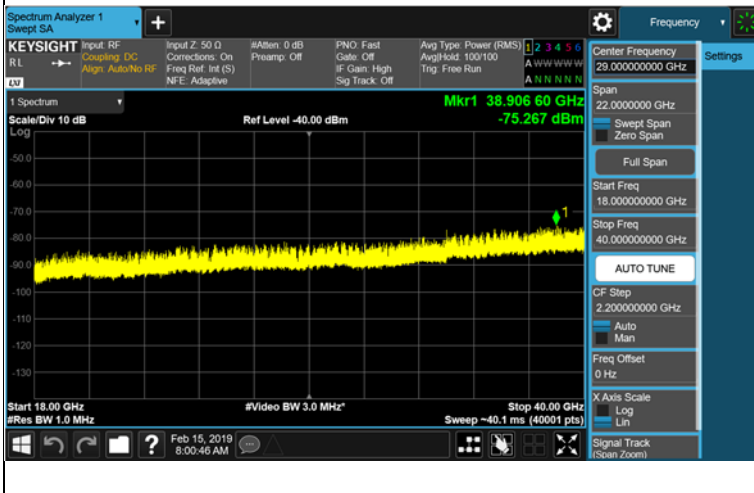 Spectrum Analyzer 1
Swept SA
Frequency
KEYSIGHT
RL
LXI
Input: RF
Coupling: DC
Align: Auto/No RF
Input Z: 50 Ω
Corrections: On
Freq Ref: Int (S)
NFE: Adaptive
#Atten: 0 dB
Preamp: Off
PNO: Fast
Gate: Off
IF Gain: High
Sig Track: Off
Avg Type: Power (RMS)
Avg|Hold: 100/100
Trig: Free Run
1 2 3 4 5 6
A W W W W W
A N N N N N
1 Spectrum
Scale/Div 10 dB
Log
Ref Level -40.00 dBm
Mkr1 38.906 60 GHz
-75.267 dBm
-50.0
-60.0
-70.0
-80.0
-90.0
-100
-110
-120
-130
1
Start 18.00 GHz
#Res BW 1.0 MHz
#Video BW 3.0 MHz*
Stop 40.00 GHz
Sweep ~40.1 ms (40001 pts)
?
Feb 15, 2019
8:00:46 AM
Center Frequency
29.000000000 GHz
Span
22.0000000 GHz
Swept Span
Zero Span
Full Span
Start Freq
18.000000000 GHz
Stop Freq
40.000000000 GHz
AUTO TUNE
CF Step
2.200000000 GHz
Auto
Man
Freq Offset
0 Hz
X Axis Scale
Log
Lin
Signal Track
(Span Zoom)
Settings